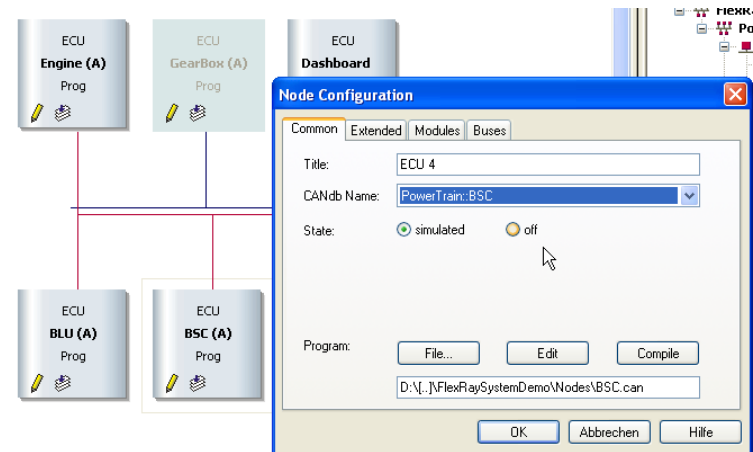 FlexR
Po
ECU
Engine (A)
Prog
ECU
GearBox (A)
Prog
ECU
Dashboard
Node Configuration
Common
Extended
Modules
Buses
Title:
ECU 4
CANdb Name:
PowerTrain::BSC
State:
simulated
off
Program:
File...
Edit
Compile
D:\[..]\FlexRaySystemDemo\Nodes\BSC.can
OK
Abbrechen
Hilfe
ECU
BLU (A)
Prog
ECU
BSC (A)
Prog